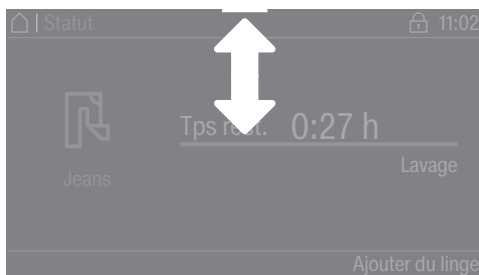 Statut 11:02
Tps rest. 0:27 h
Lavage
Jeans
Ajouter du linge